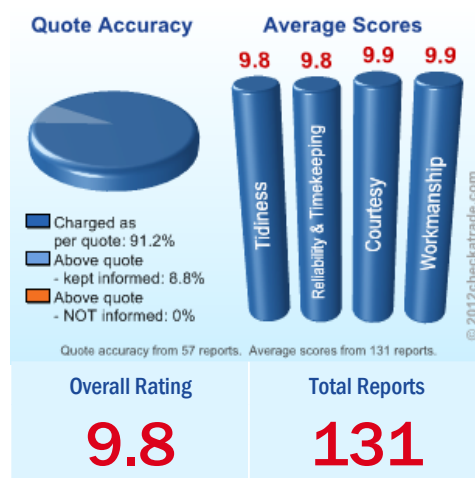 Quote Accuracy
Average Scores
9.8 9.8 9.9 9.9
Tidiness
Reliability & Timekeeping
Courtesy
Workmanship
Charged as
per quote: 91.2%
Above quote
- kept informed: 8.8%
Above quote
- NOT informed: 0%
© 2012checkatrade.com
Quote accuracy from 57 reports. Average scores from 131 reports.
Overall Rating
9.8
Total Reports
131